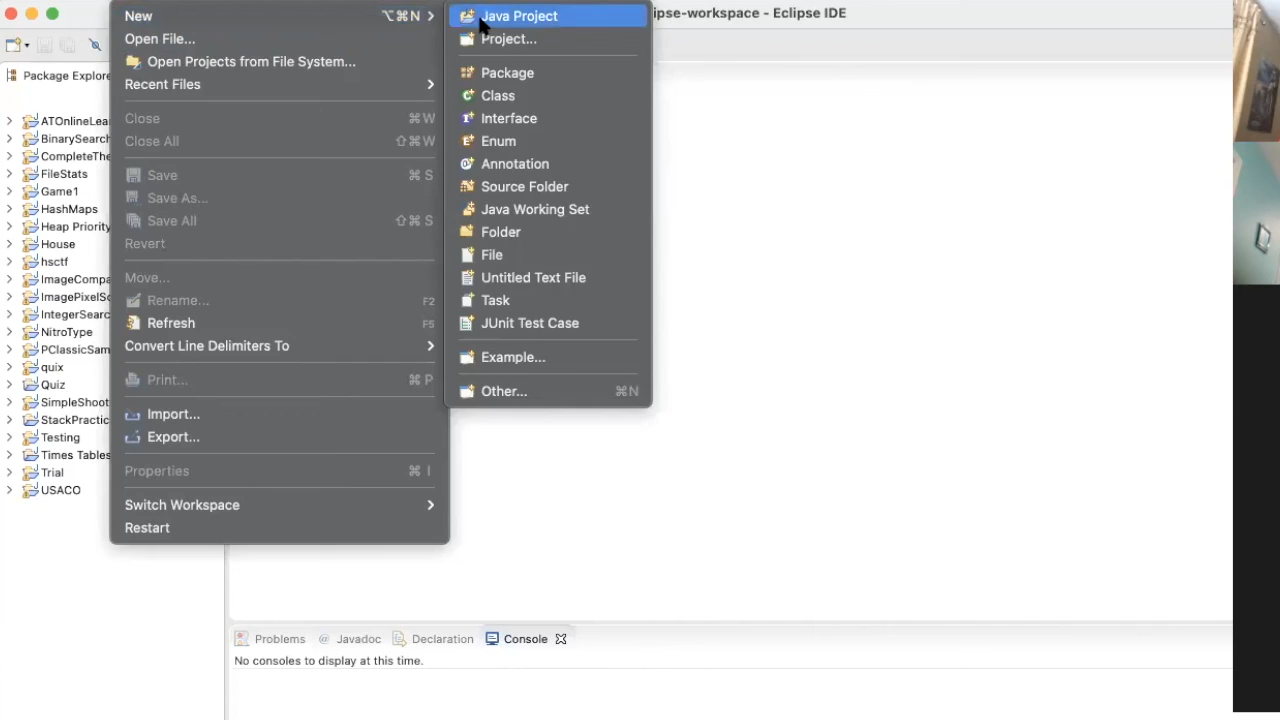 ipse-workspace - Eclipse IDE
New ⌥⌘N
Open File...
Open Projects from File System...
Recent Files
Close ⌘W
Close All ⇧⌘W
Save ⌘ S
Save As...
Save All ⇧⌘ S
Revert
Move...
Rename... F2
Refresh F5
Convert Line Delimiters To
Print... ⌘ P
Import...
Export...
Properties ⌘ I
Switch Workspace
Restart
Java Project
Project...
Package
Class
Interface
Enum
Annotation
Source Folder
Java Working Set
Folder
File
Untitled Text File
Task
JUnit Test Case
Example...
Other... ⌘N
Package Explore
ATOnlineLea
BinarySearch
CompleteThe
FileStats
Game1
HashMaps
Heap Priority
House
hsctf
ImageCompa
ImagePixelSc
IntegerSearc
NitroType
PClassicSam
quix
Quiz
SimpleShoot
StackPractic
Testing
Times Tables
Trial
USACO
Problems @ Javadoc Declaration Console
No consoles to display at this time.